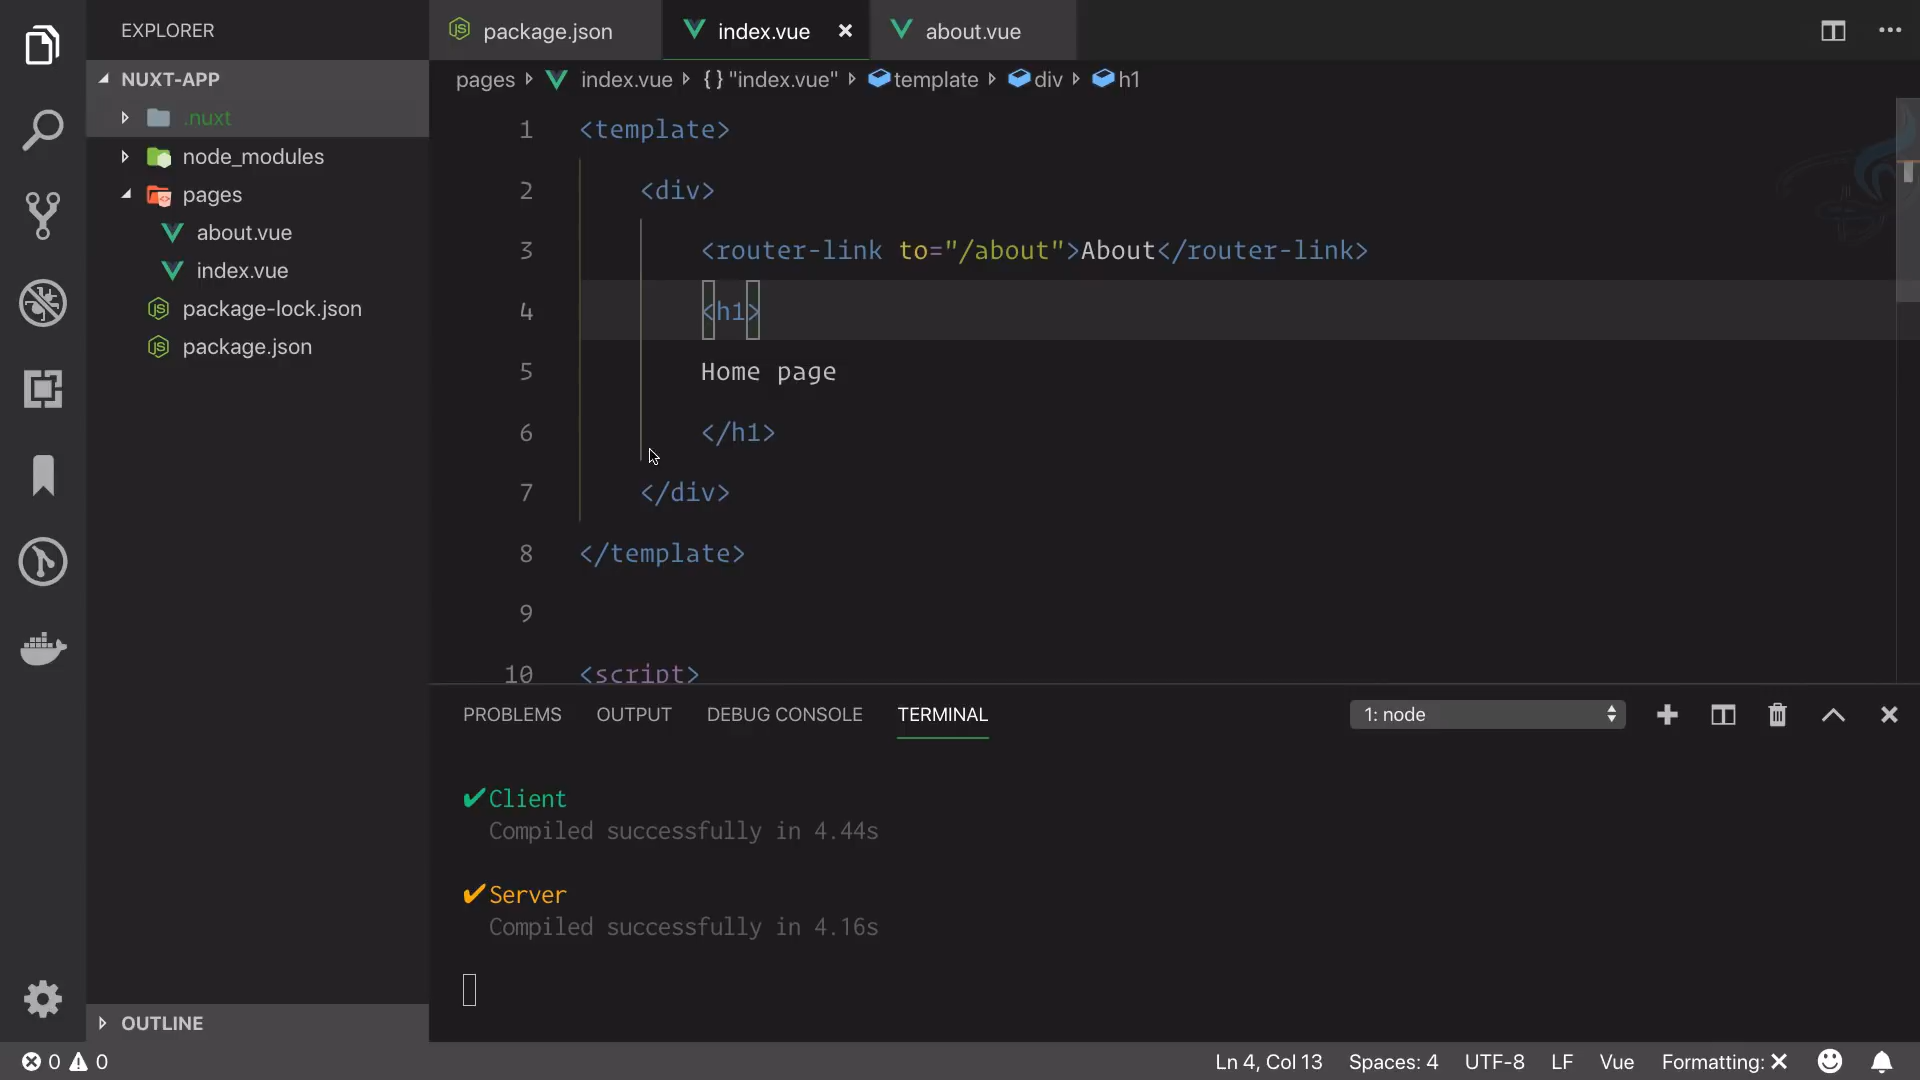 EXPLORER
NUXT-APP
.nuxt
node_modules
pages
about.vue
index.vue
package-lock.json
package.json
OUTLINE
package.json
index.vue
about.vue
pages index.vue {} "index.vue" template div h1
1 <template>
2 <div>
3 <router-link to="/about">About</router-link>
4 <h1>
5 Home page
6 </h1>
7 </div>
8 </template>
9
10 <script>
PROBLEMS OUTPUT DEBUG CONSOLE TERMINAL 1: node
✔Client
Compiled successfully in 4.44s
✔Server
Compiled successfully in 4.16s
0 0 Ln 4, Col 13 Spaces: 4 UTF-8 LF Vue Formatting: ✕